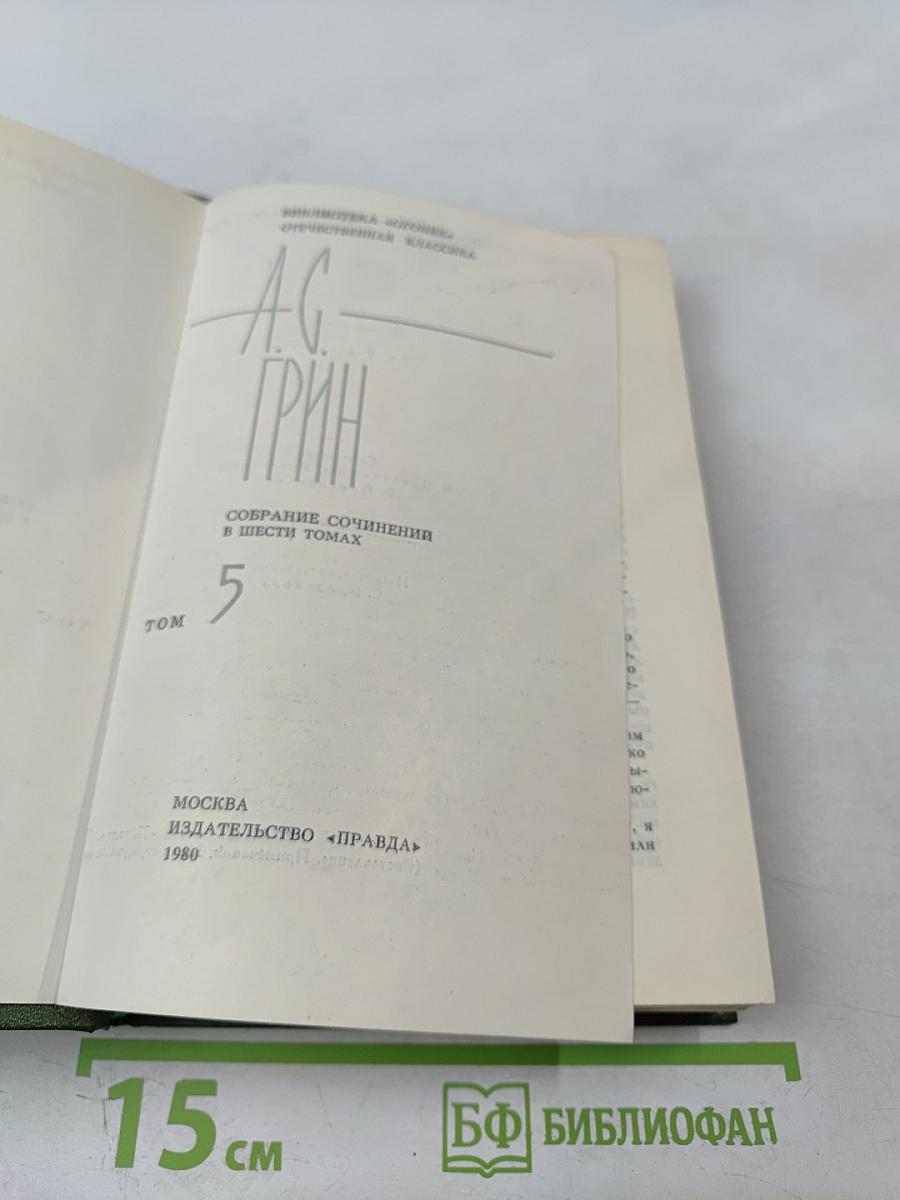 БИБЛИОТЕКА «ОГОНЕК»
ОТЕЧЕСТВЕННАЯ КЛАССИКА
А. С.
ГРИН
СОБРАНИЕ СОЧИНЕНИЙ
В ШЕСТИ ТОМАХ
ТОМ 5
МОСКВА
ИЗДАТЕЛЬСТВО «ПРАВДА»
1980
15 см
БФ БИБЛИОФАН